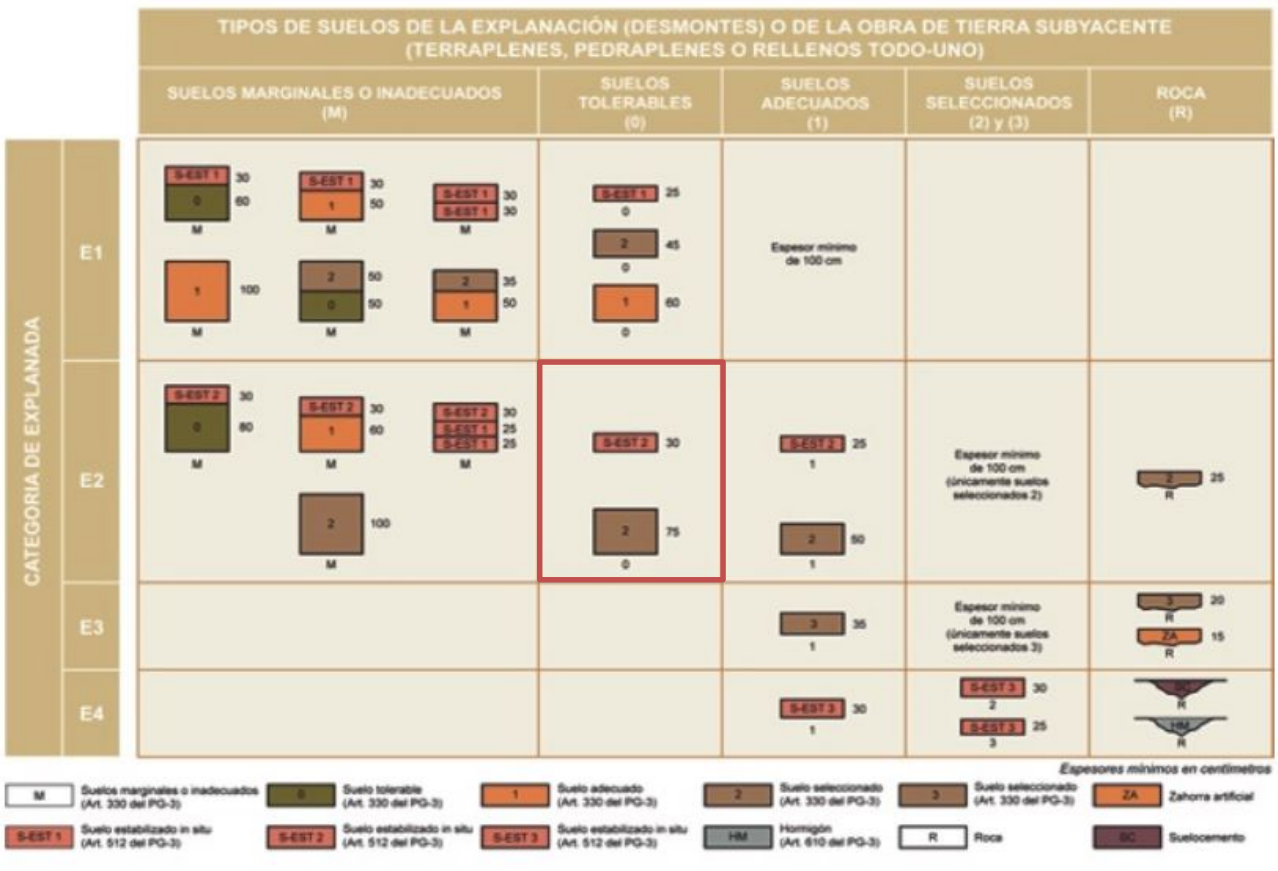 TIPOS DE SUELOS DE LA EXPLANACIÓN (DESMONTES) O DE LA OBRA DE TIERRA SUBYACENTE
(TERRAPLENES, PEDRAPLENES O RELLENOS TODO-UNO)
SUELOS MARGINALES O INADECUADOS
(M)
SUELOS
TOLERABLES
(0)
SUELOS
ADECUADOS
(1)
SUELOS
SELECCIONADOS
(2) y (3)
ROCA
(R)
CATEGORÍA DE EXPLANADA
E1
S-EST 1 30
0 60
M
S-EST 1 30
1 50
M
S-EST 1 30
S-EST 1 30
M
1 100
M
2 50
0 50
M
2 35
1 50
M
S-EST 1 25
0
2 45
0
1 60
0
Espesor mínimo
de 100 cm
E2
S-EST 2 30
0 80
M
S-EST 2 30
1 60
M
S-EST 2 30
S-EST 1 25
S-EST 1 25
M
2 100
M
S-EST 2 30
2 75
0
S-EST 2 25
1
2 50
1
Espesor mínimo
de 100 cm
(únicamente suelos
seleccionados 2)
2 25
R
E3
3 35
1
Espesor mínimo
de 100 cm
(únicamente suelos
seleccionados 3)
3 20
R
ZA 15
R
E4
S-EST 3 30
1
S-EST 3 30
2
S-EST 3 25
3
SC
R
HM
R
Espesores mínimos en centímetros
M Suelos marginales o inadecuados
(Art. 330 del PG-3)
0 Suelo tolerable
(Art. 330 del PG-3)
1 Suelo adecuado
(Art. 330 del PG-3)
2 Suelo seleccionado
(Art. 330 del PG-3)
3 Suelo seleccionado
(Art. 330 del PG-3)
ZA Zahorra artificial
S-EST 1 Suelo estabilizado in situ
(Art. 512 del PG-3)
S-EST 2 Suelo estabilizado in situ
(Art. 512 del PG-3)
S-EST 3 Suelo estabilizado in situ
(Art. 512 del PG-3)
HM Hormigón
(Art. 610 del PG-3)
R Roca
SC Suelocemento